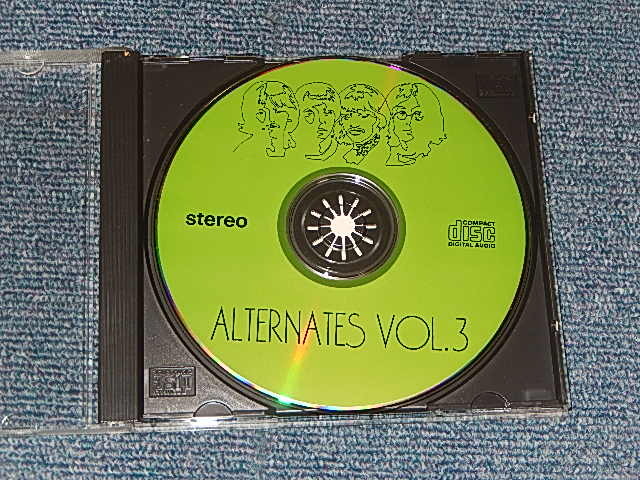 stereo
COMPACT
disc
DIGITAL AUDIO
ALTERNATES VOL.3